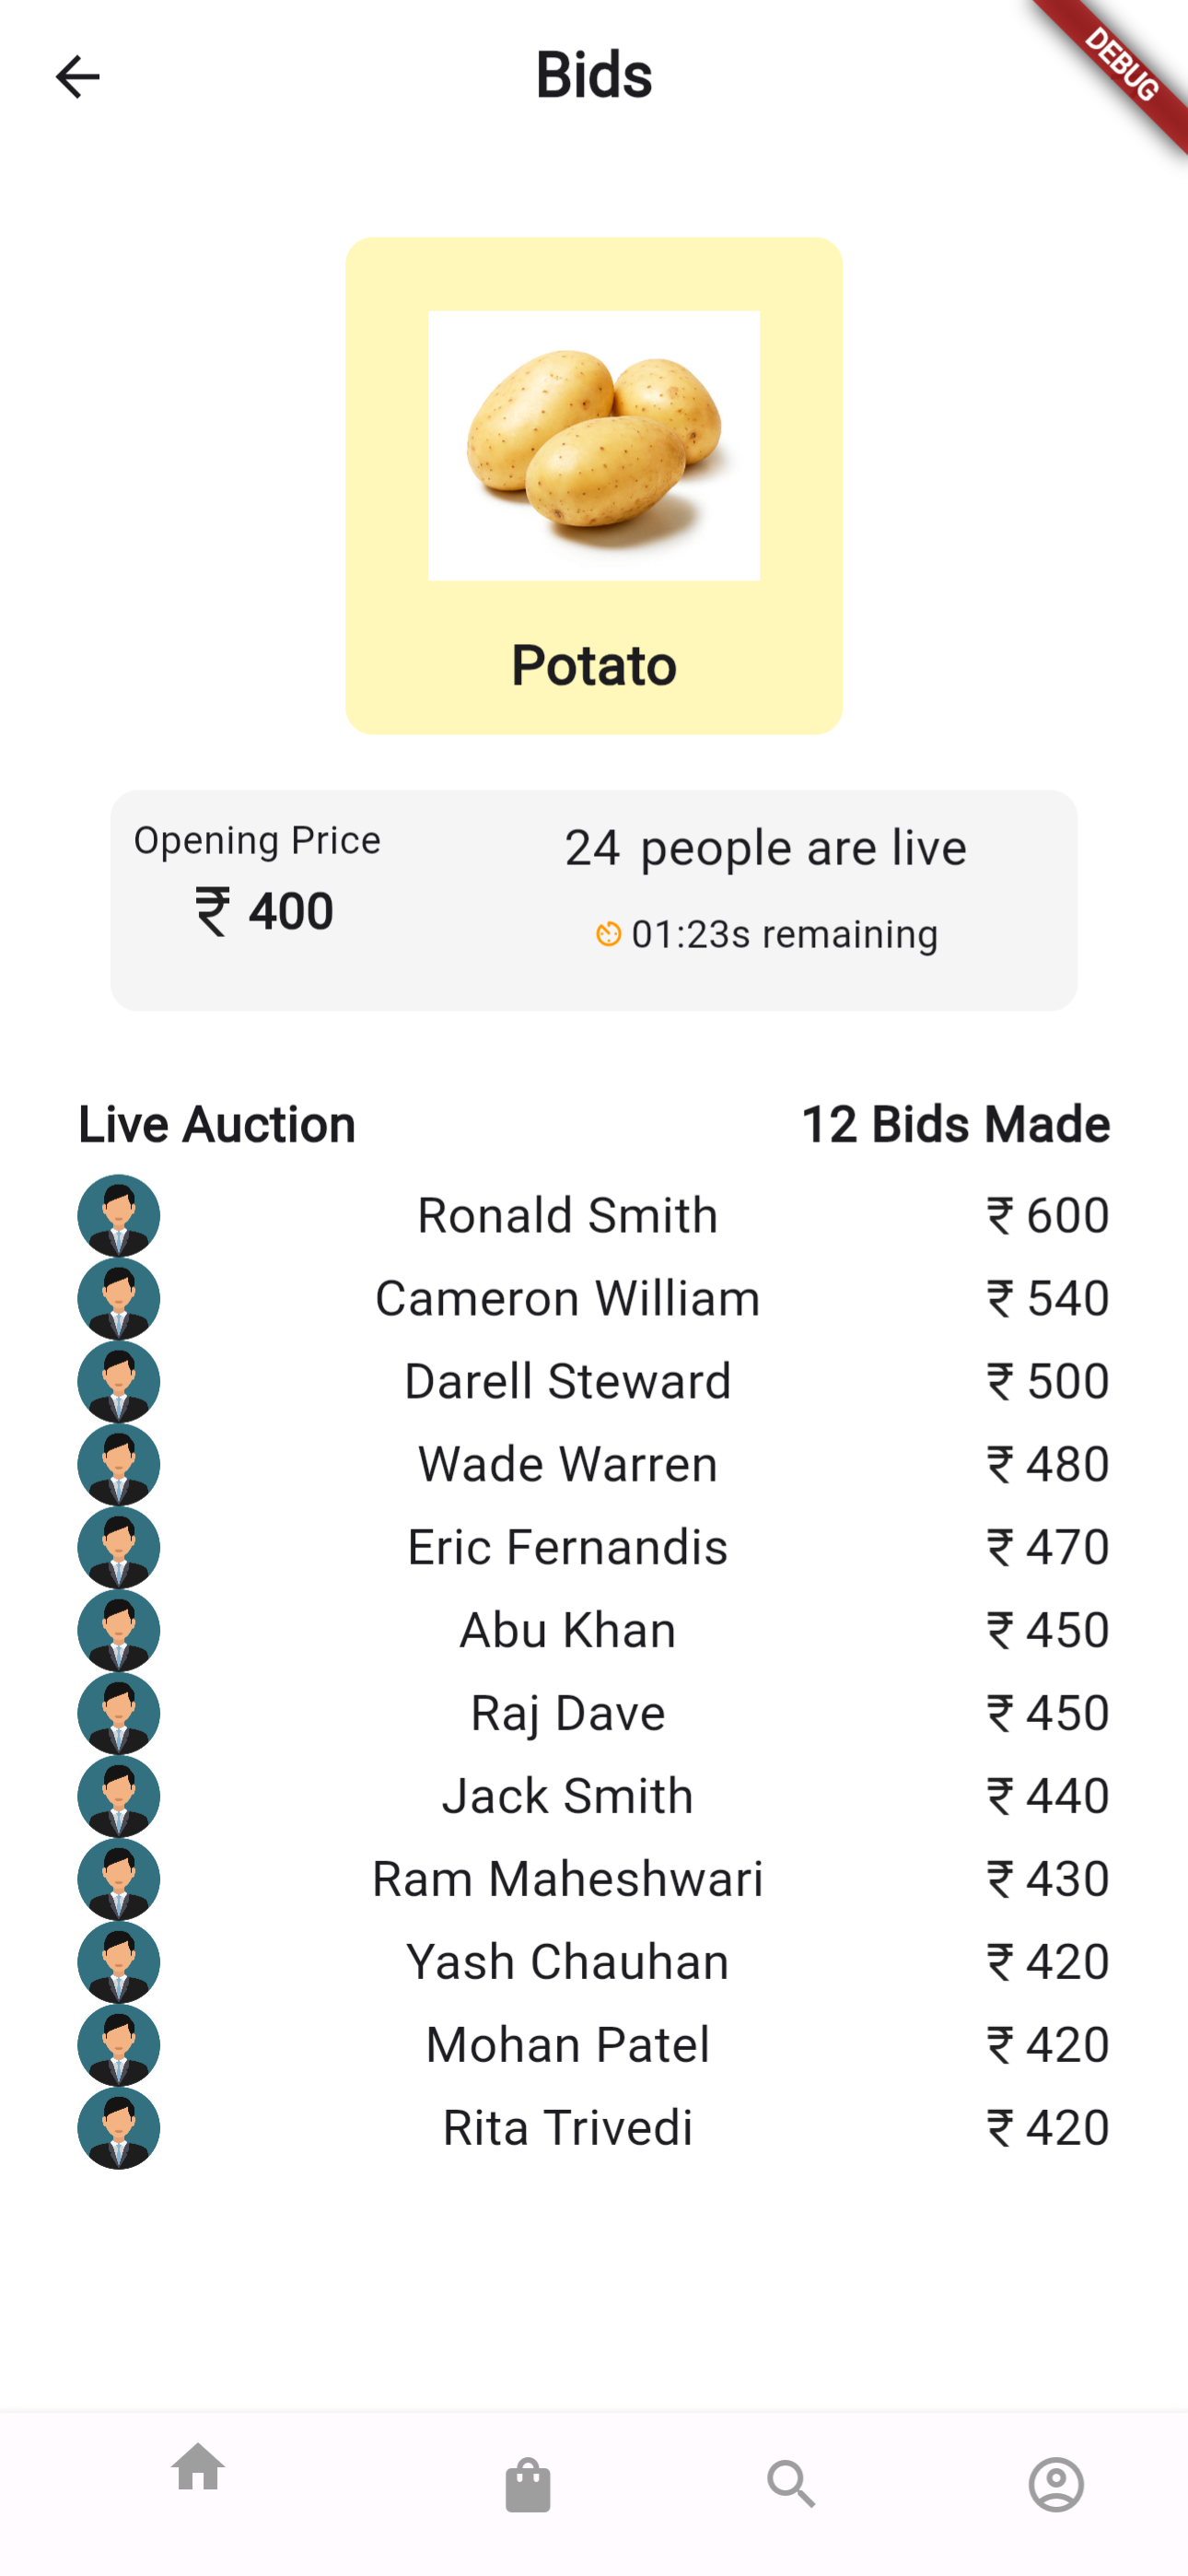 Bids
DEBUG
Potato
Opening Price
₹ 400
24 people are live
01:23s remaining
Live Auction
12 Bids Made
Ronald Smith ₹ 600
Cameron William ₹ 540
Darell Steward ₹ 500
Wade Warren ₹ 480
Eric Fernandis ₹ 470
Abu Khan ₹ 450
Raj Dave ₹ 450
Jack Smith ₹ 440
Ram Maheshwari ₹ 430
Yash Chauhan ₹ 420
Mohan Patel ₹ 420
Rita Trivedi ₹ 420